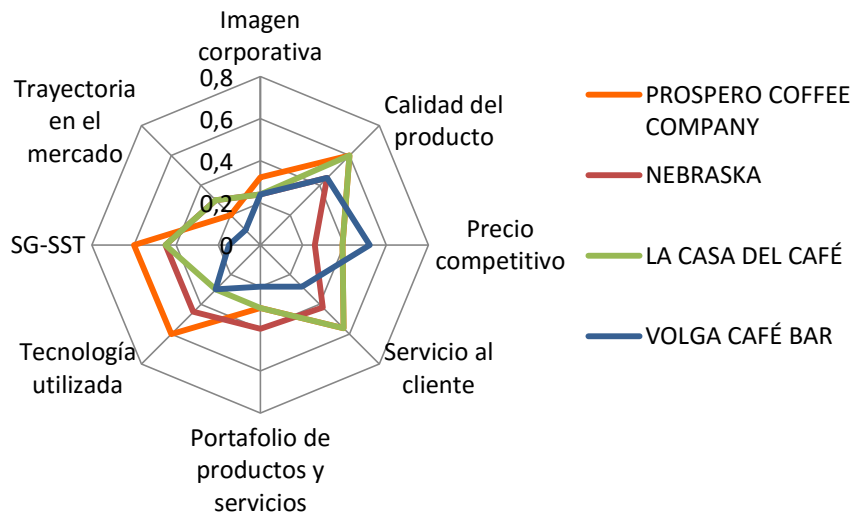 Imagen
corporativa
0,8
Trayectoria
en el
mercado
0,6
Calidad del
producto
0,4
0,2
SG-SST
0
Precio
competitivo
Tecnología
utilizada
Servicio al
cliente
Portafolio de
productos y
servicios
PROSPERO COFFEE
COMPANY
NEBRASKA
LA CASA DEL CAFÉ
VOLGA CAFÉ BAR